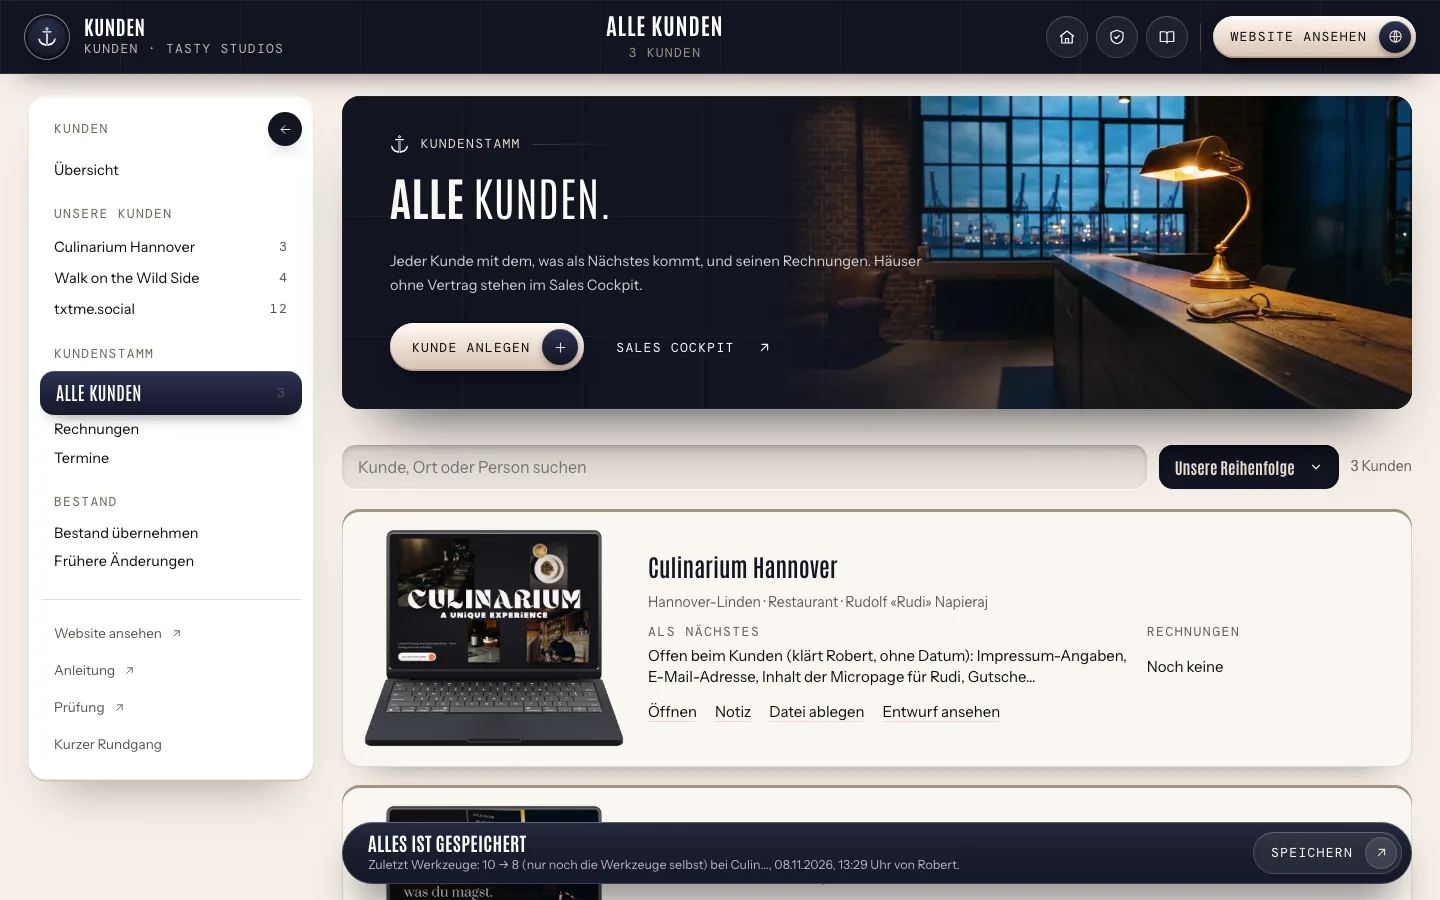 KUNDEN
KUNDEN · TASTY STUDIOS
ALLE KUNDEN
3 KUNDEN
WEBSITE ANSEHEN
KUNDEN
Übersicht
UNSERE KUNDEN
Culinarium Hannover 3
Walk on the Wild Side 4
txtme.social 12
KUNDENSTAMM
ALLE KUNDEN 3
Rechnungen
Termine
BESTAND
Bestand übernehmen
Frühere Änderungen
Website ansehen ↗
Anleitung ↗
Prüfung ↗
Kurzer Rundgang
KUNDENSTAMM
ALLE KUNDEN.
Jeder Kunde mit dem, was als Nächstes kommt, und seinen Rechnungen. Häuser
ohne Vertrag stehen im Sales Cockpit.
KUNDE ANLEGEN +
SALES COCKPIT ↗
Kunde, Ort oder Person suchen
Unsere Reihenfolge
3 Kunden
CULINARIUM
A UNIQUE EXPERIENCE
Culinarium Hannover
Hannover-Linden · Restaurant · Rudolf «Rudi» Napieraj
ALS NÄCHSTES
Offen beim Kunden (klärt Robert, ohne Datum): Impressum-Angaben,
E-Mail-Adresse, Inhalt der Micropage für Rudi, Gutsche...
RECHNUNGEN
Noch keine
Öffnen Notiz Datei ablegen Entwurf ansehen
ALLES IST GESPEICHERT
Zuletzt Werkzeuge: 10 → 8 (nur noch die Werkzeuge selbst) bei Culin..., 08.11.2026, 13:29 Uhr von Robert.
SPEICHERN ↗
was du magst.